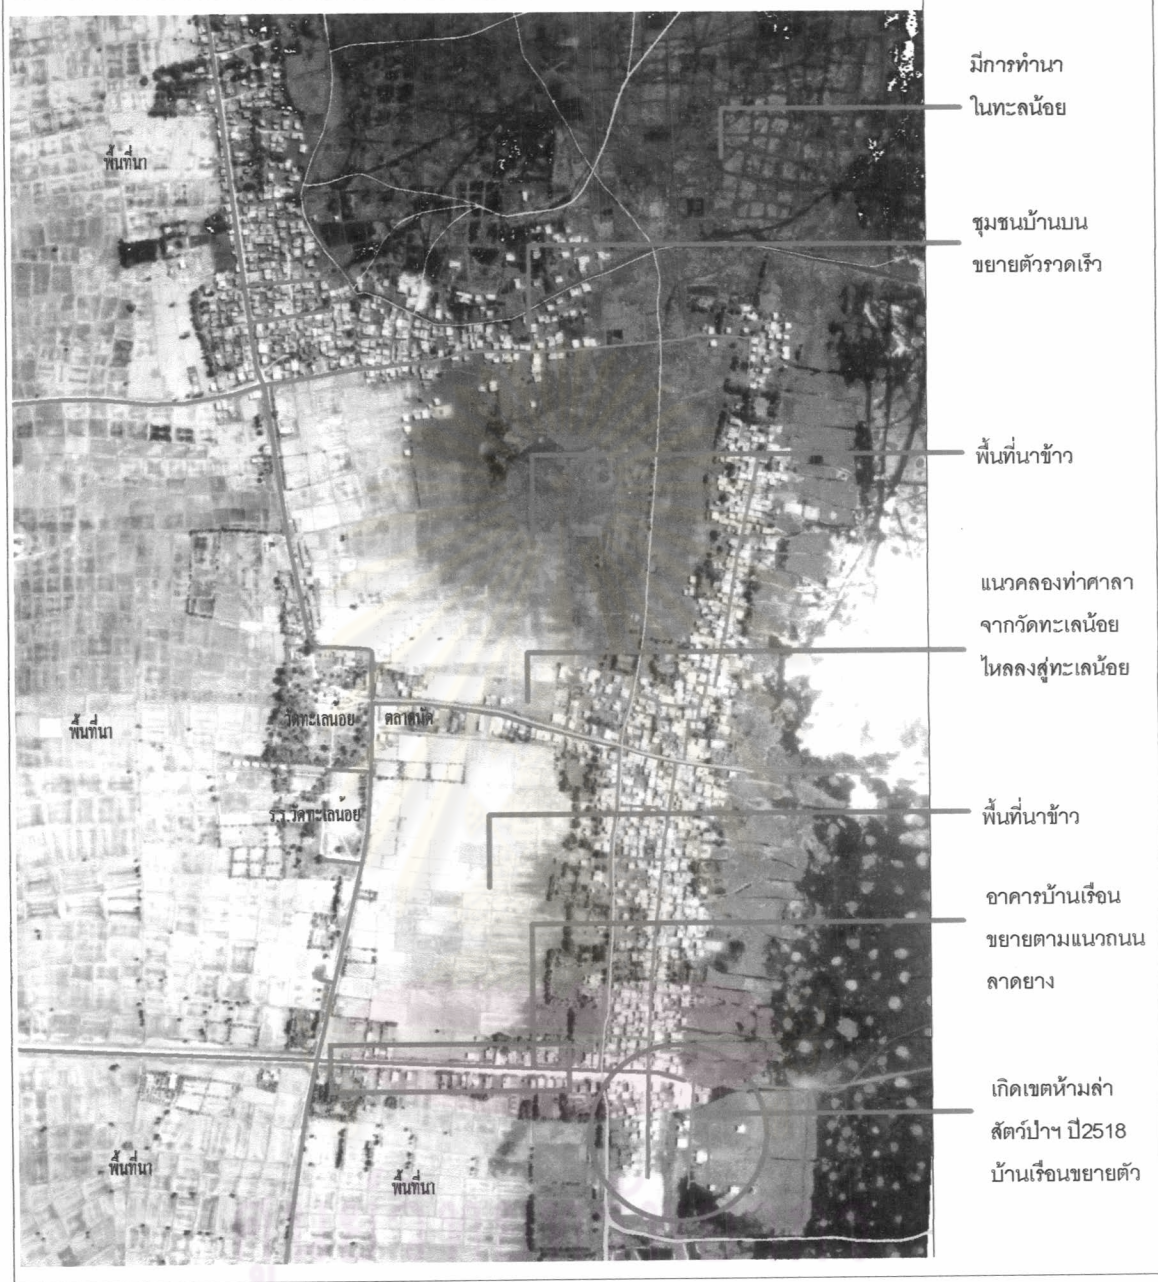 มีการทำนา
ในทะลน้อย
พื้นที่นา
ชุมชนบ้านบน
ขยายตัวรวดเร็ว
พื้นที่นาข้าว
แนวคลองท่าศาลา
จากวัดทะเลน้อย
ไหลลงสู่ทะเลน้อย
พื้นที่นา
วัดทะเลน้อย
ตลาดนัด
ร.ร.วัดทะเลน้อย
พื้นที่นาข้าว
อาคารบ้านเรือน
ขยายตามแนวถนน
ลาดยาง
เกิดเขตห้ามล่า
สัตว์ป่าฯ ปี2518
บ้านเรือนขยายตัว
พื้นที่นา
พื้นที่นา